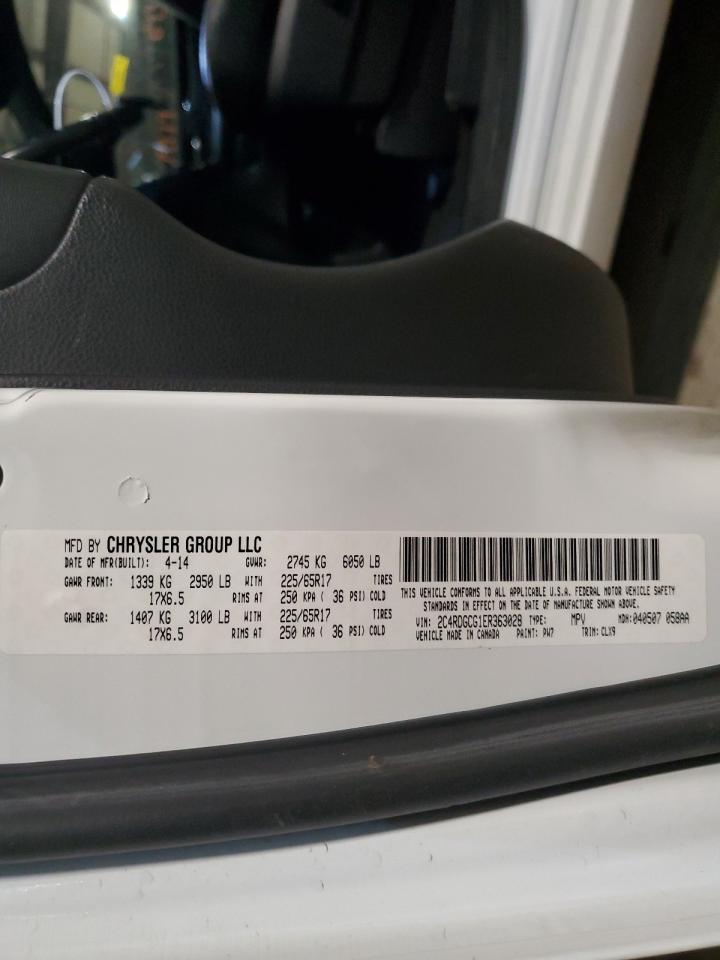 MFD BY CHRYSLER GROUP LLC
DATE OF MFR(BUILT): 4-14 GVWR: 2745 KG 6050 LB
GAWR FRONT: 1339 KG 2950 LB WITH 225/65R17 TIRES
17X6.5 RIMS AT 250 KPA ( 36 PSI) COLD
GAWR REAR: 1407 KG 3100 LB WITH 225/65R17 TIRES
17X6.5 RIMS AT 250 KPA ( 36 PSI) COLD
THIS VEHICLE CONFORMS TO ALL APPLICABLE U.S.A. FEDERAL MOTOR VEHICLE SAFETY
STANDARDS IN EFFECT ON THE DATE OF MANUFACTURE SHOWN ABOVE.
VIN: 2C4RDGCG1ER363028 TYPE: MPV MDH:040507 058AA
VEHICLE MADE IN CANADA PAINT: PW7 TRIM:CLX9